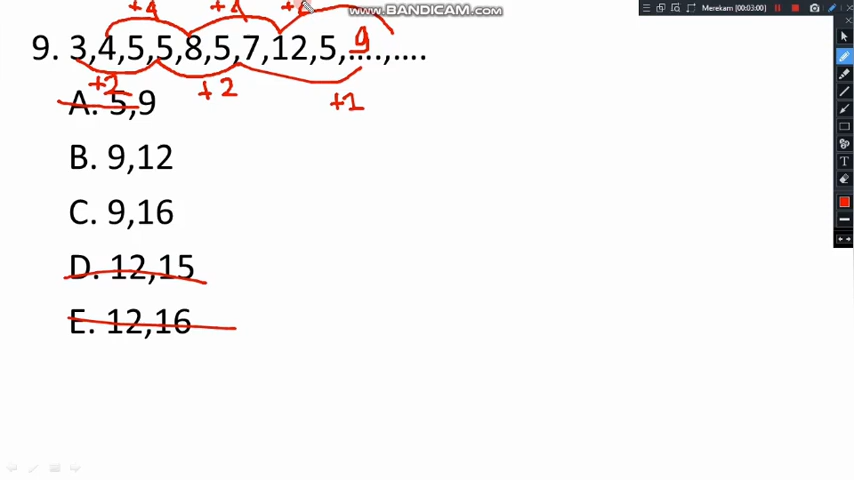 WWW.BANDICAM.COM
Merekam [00:03:00]
+4 +4 +4
9. 3,4,5,5,8,5,7,12,5,....,....
9
+2 +2 +1
A. 5,9
B. 9,12
C. 9,16
D. 12,15
E. 12,16